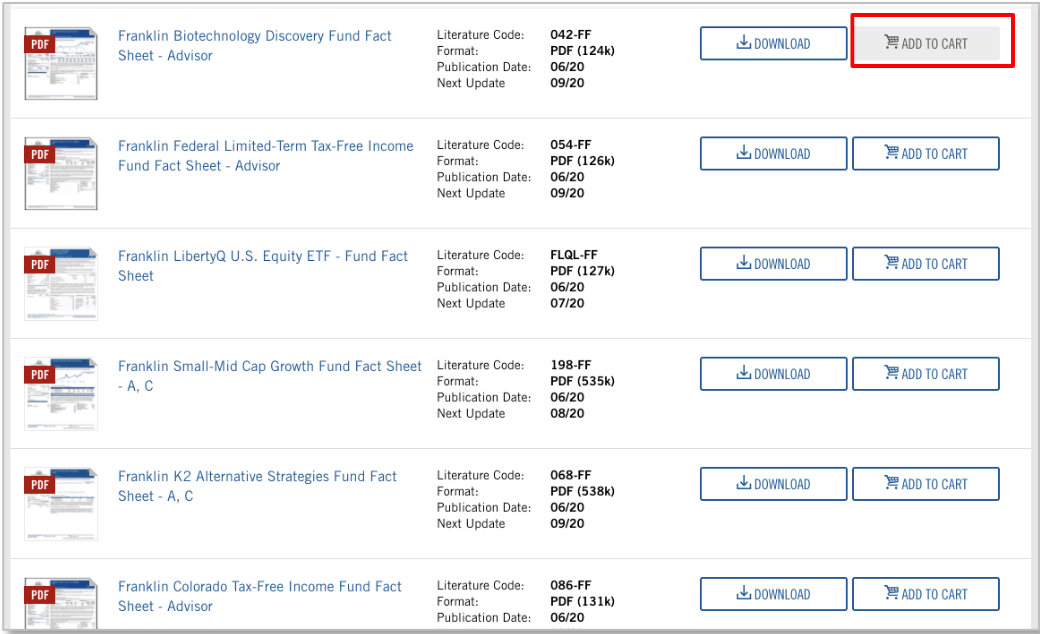 PDF
Franklin Biotechnology Discovery Fund Fact
Sheet - Advisor
Literature Code: 042-FF
Format: PDF (124k)
Publication Date: 06/20
Next Update 09/20
DOWNLOAD
ADD TO CART
PDF
Franklin Federal Limited-Term Tax-Free Income
Fund Fact Sheet - Advisor
Literature Code: 054-FF
Format: PDF (126k)
Publication Date: 06/20
Next Update 09/20
DOWNLOAD
ADD TO CART
PDF
Franklin LibertyQ U.S. Equity ETF - Fund Fact
Sheet
Literature Code: FLQL-FF
Format: PDF (127k)
Publication Date: 06/20
Next Update 07/20
DOWNLOAD
ADD TO CART
PDF
Franklin Small-Mid Cap Growth Fund Fact Sheet
- A, C
Literature Code: 198-FF
Format: PDF (535k)
Publication Date: 06/20
Next Update 08/20
DOWNLOAD
ADD TO CART
PDF
Franklin K2 Alternative Strategies Fund Fact
Sheet - A, C
Literature Code: 068-FF
Format: PDF (538k)
Publication Date: 06/20
Next Update 09/20
DOWNLOAD
ADD TO CART
PDF
Franklin Colorado Tax-Free Income Fund Fact
Sheet - Advisor
Literature Code: 086-FF
Format: PDF (131k)
Publication Date: 06/20
DOWNLOAD
ADD TO CART